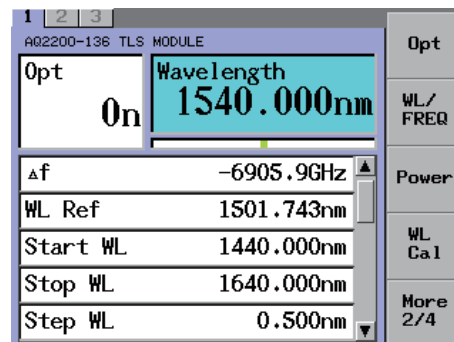 1 2 3
AQ2200-136 TLS MODULE
Opt
On
Wavelength
1540.000nm
▵f -6905.9GHz
WL Ref 1501.743nm
Start WL 1440.000nm
Stop WL 1640.000nm
Step WL 0.500nm
Opt
WL/
FREQ
Power
WL
Cal
More
2/4